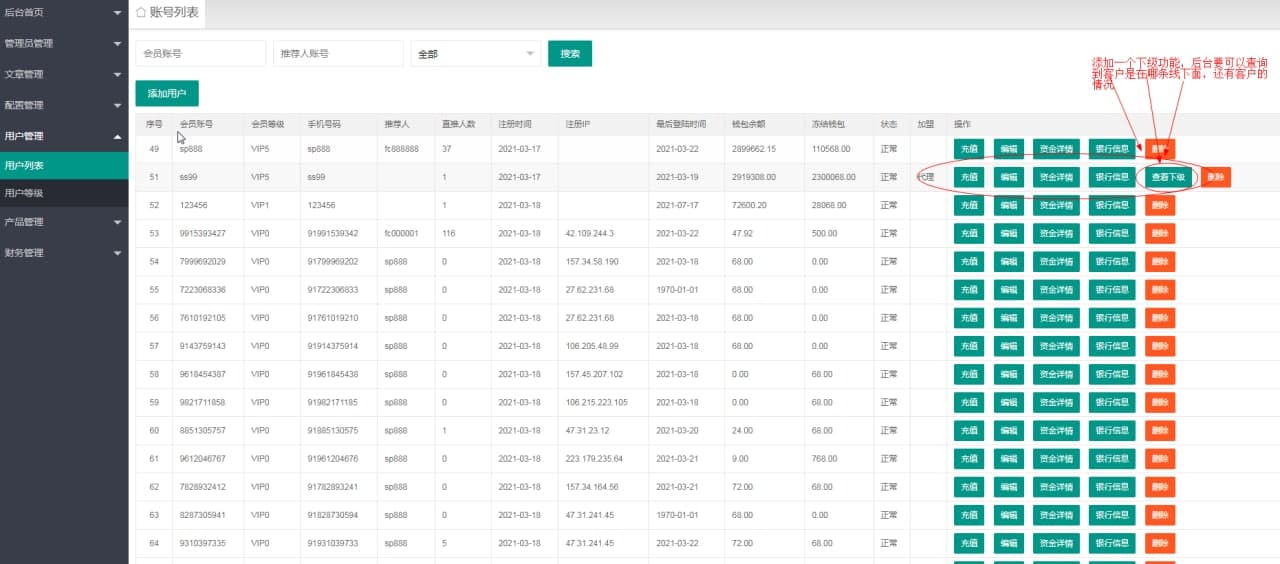 后台首页
管理员管理
文章管理
配置管理
用户管理
用户列表
用户等级
产品管理
财务管理
账号列表
会员账号 推荐人账号 全部 搜索
添加用户
添加一个下级功能，后台要可以查询
到客户是在哪条线下面，还有客户的
情况
序号 会员账号 会员等级 手机号码 推荐人 直推人数 注册时间 注册IP 最后登陆时间 钱包余额 冻结钱包 状态 加盟 操作
49 sp888 VIP5 sp888 fc888888 37 2021-03-17 2021-03-22 2899662.15 110568.00 正常 充值 编辑 资金详情 银行信息 删除
51 ss99 VIP5 ss99 1 2021-03-17 2021-03-19 2919308.00 2300068.00 正常 代理 充值 编辑 资金详情 银行信息 查看下级 删除
52 123456 VIP1 123456 1 2021-03-18 2021-07-17 72600.20 28068.00 正常 充值 编辑 资金详情 银行信息 删除
53 9915393427 VIP0 91991539342 fc000001 116 2021-03-18 42.109.244.3 2021-03-22 47.92 500.00 正常 充值 编辑 资金详情 银行信息 删除
54 7999692029 VIP0 91799969202 sp888 0 2021-03-18 157.34.58.190 2021-03-18 68.00 0.00 正常 充值 编辑 资金详情 银行信息 删除
55 7223068336 VIP0 91722306833 sp888 0 2021-03-18 27.62.231.68 1970-01-01 68.00 0.00 正常 充值 编辑 资金详情 银行信息 删除
56 7610192105 VIP0 91761019210 sp888 0 2021-03-18 27.62.231.68 2021-03-18 68.00 0.00 正常 充值 编辑 资金详情 银行信息 删除
57 9143759143 VIP0 91914375914 sp888 0 2021-03-18 106.205.48.99 2021-03-18 68.00 0.00 正常 充值 编辑 资金详情 银行信息 删除
58 9618454387 VIP0 91961845438 sp888 0 2021-03-18 157.45.207.102 2021-03-18 0.00 68.00 正常 充值 编辑 资金详情 银行信息 删除
59 9821711858 VIP0 91982171185 sp888 0 2021-03-18 106.215.223.105 2021-03-18 0.00 68.00 正常 充值 编辑 资金详情 银行信息 删除
60 8851305757 VIP0 91885130575 sp888 1 2021-03-18 47.31.23.12 2021-03-20 24.00 68.00 正常 充值 编辑 资金详情 银行信息 删除
61 9612046767 VIP0 91961204676 sp888 0 2021-03-18 223.179.235.64 2021-03-21 9.00 768.00 正常 充值 编辑 资金详情 银行信息 删除
62 7828932412 VIP0 91782893241 sp888 0 2021-03-18 157.34.164.56 2021-03-21 72.00 68.00 正常 充值 编辑 资金详情 银行信息 删除
63 8287305941 VIP0 91828730594 sp888 0 2021-03-18 47.31.241.45 1970-01-01 68.00 0.00 正常 充值 编辑 资金详情 银行信息 删除
64 9310397335 VIP0 91931039733 sp888 5 2021-03-18 47.31.241.45 2021-03-22 72.00 68.00 正常 充值 编辑 资金详情 银行信息 删除